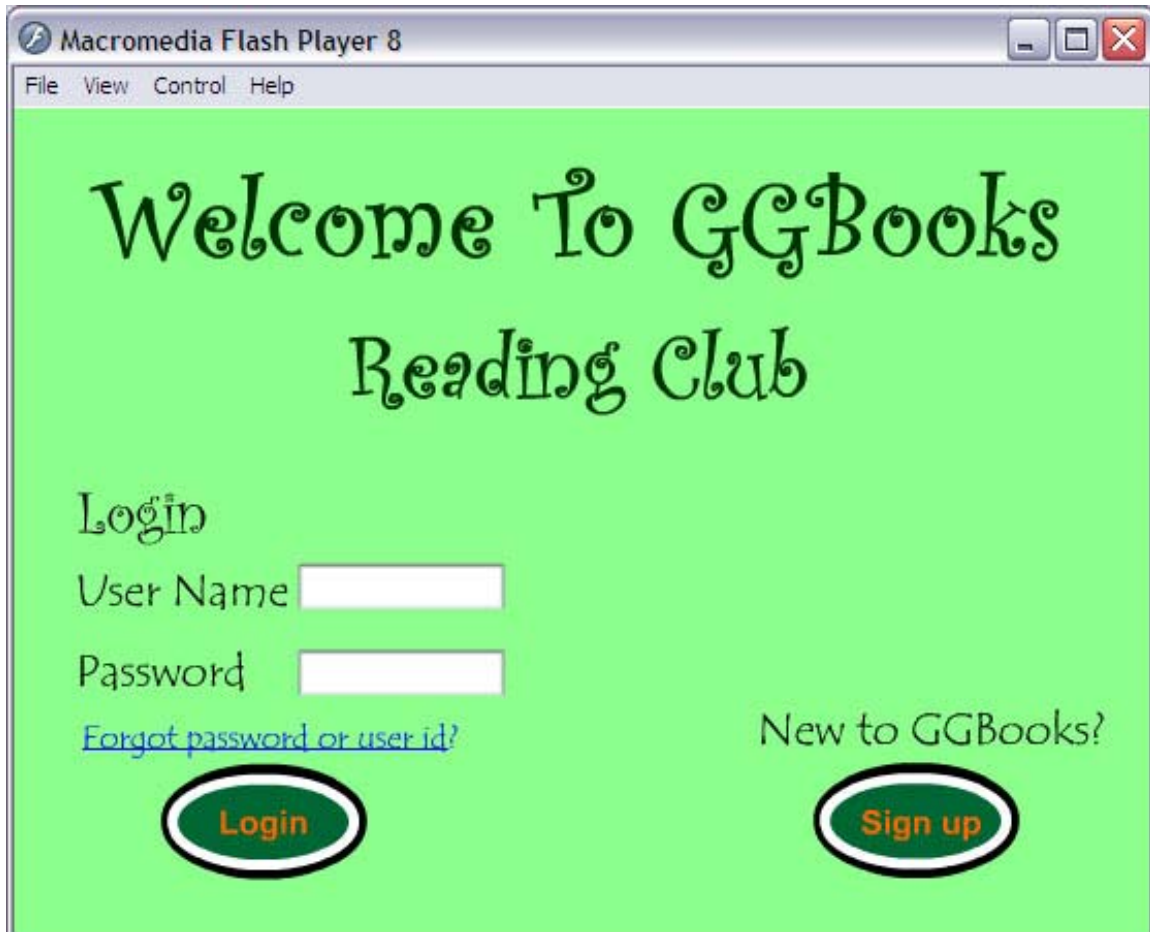 Macromedia Flash Player 8
File View Control Help
Welcome To GGBooks
Reading Club
Login
User Name
Password
Forgot password or user id?
New to GGBooks?
Login
Sign up